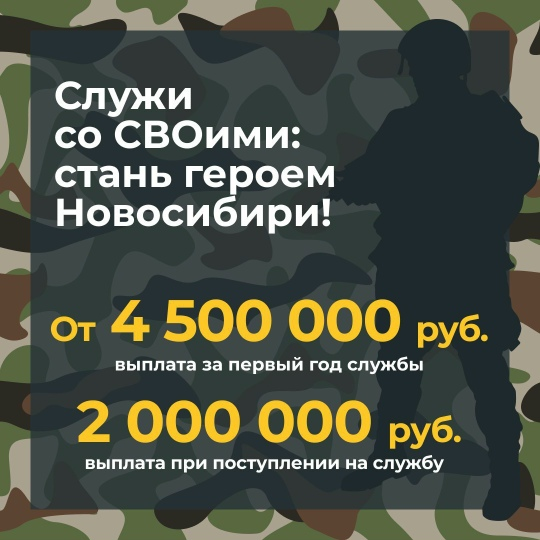 Служи
со СВОими:
стань героем
Новосибири!
От 4 500 000 руб.
выплата за первый год службы
2 000 000 руб.
выплата при поступлении на службу